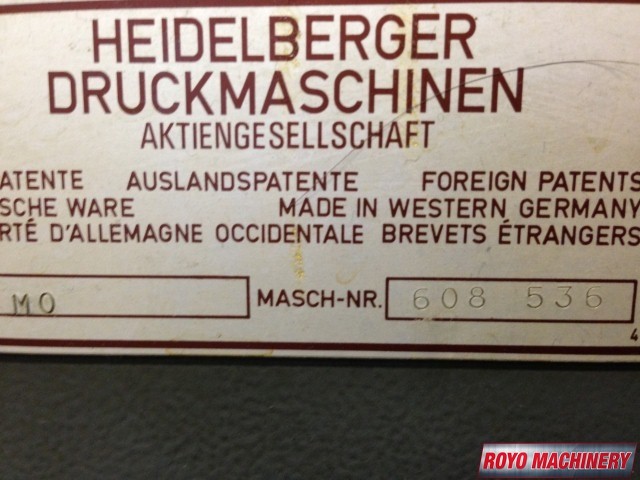 HEIDELBERGER
DRUCKMASCHINEN
AKTIENGESELLSCHAFT
ATENTE AUSLANDSPATENTE FOREIGN PATENTS
SCHE WARE MADE IN WESTERN GERMANY
RTÉ D'ALLEMAGNE OCCIDENTALE BREVETS ÉTRANGERS
MO MASCH-NR. 608 536
4
ROYO MACHINERY